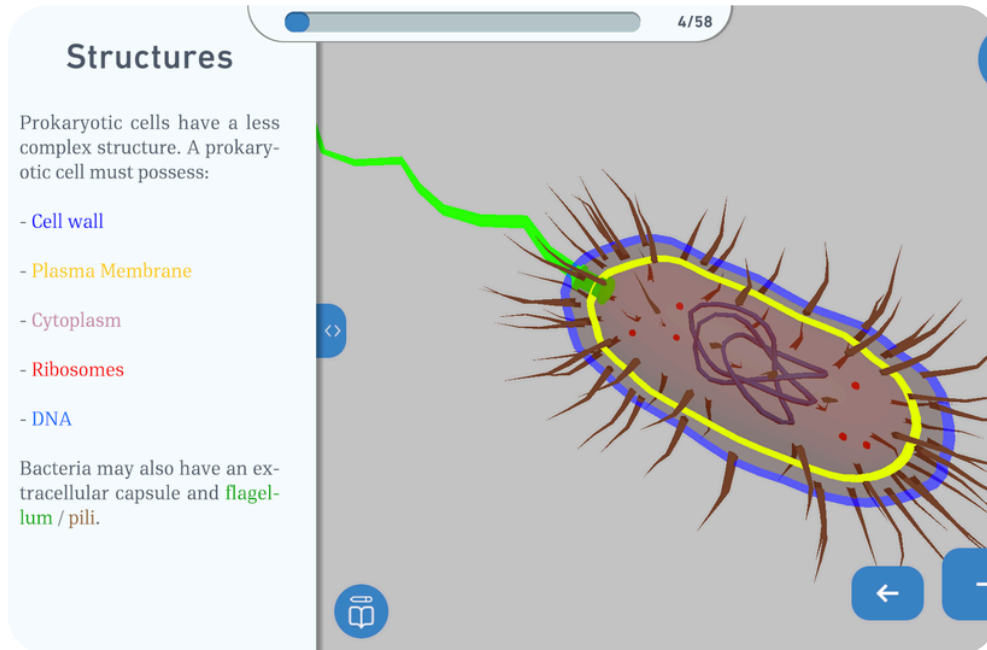 4/58
Structures
Prokaryotic cells have a less
complex structure. A prokary-
otic cell must possess:
- Cell wall
- Plasma Membrane
- Cytoplasm
- Ribosomes
- DNA
Bacteria may also have an ex-
tracellular capsule and flagel-
lum / pili.